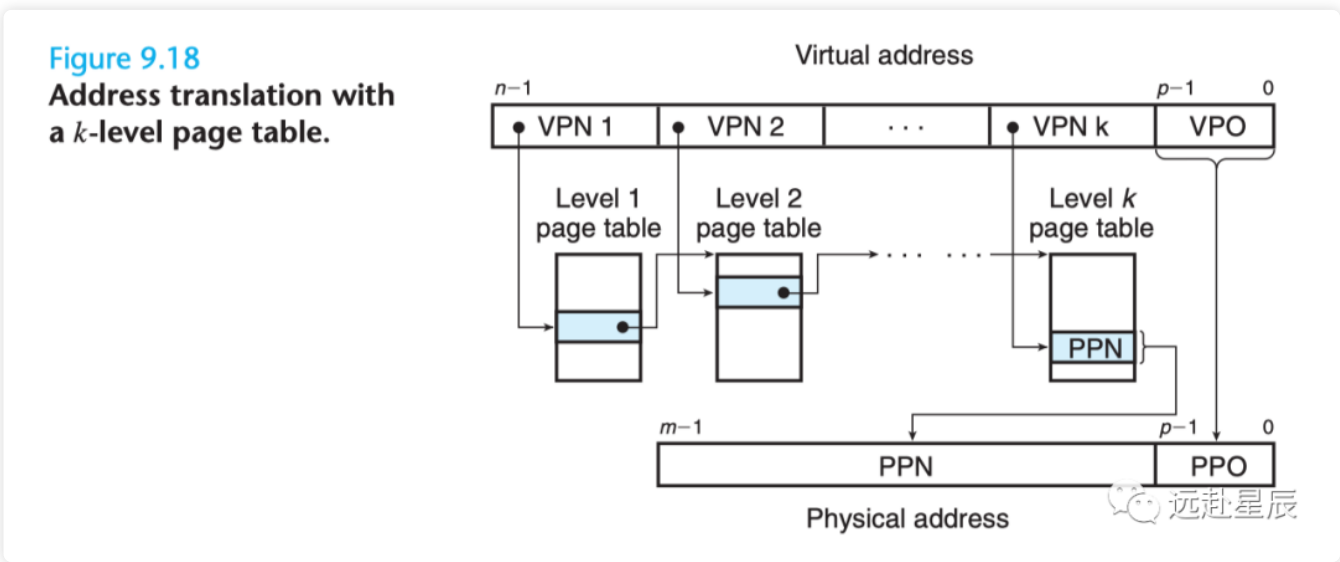 Figure 9.18
Address translation with
a k-level page table.
Virtual address
n−1
p−1
0
VPN 1
VPN 2
...
VPN k
VPO
Level 1
page table
Level 2
page table
Level k
page table
... ...
PPN
m−1
p−1
0
PPN
PPO
Physical address
远赴星辰